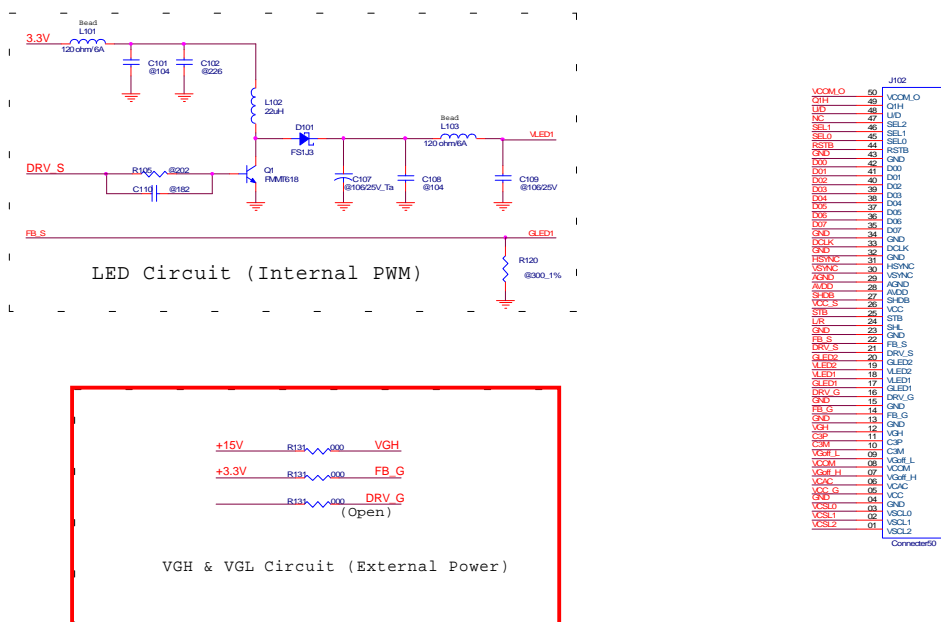 Bead
L101
3.3V
120 ohm/6A
C101
@104
C102
@226
L102
22uH
Bead
L103
120 ohm/6A
D101
FS1J3
VLED1
DRV_S
R105
@202
C110
@182
Q1
FMMT618
C107
@106/25V_Ta
C108
@104
C109
@106/25V
FB_S
GLED1
R120
@300_1%
LED Circuit (Internal PWM)
+15V
R131
000
VGH
+3.3V
R131
000
FB_G
R131
000
DRV_G
(Open)
VGH & VGL Circuit (External Power)
J102
VCOM_O 50 VCOM_O
Q1H 49 Q1H
U/D 48 U/D
NC 47 SEL2
SEL1 46 SEL1
SEL0 45 SEL0
RSTB 44 RSTB
GND 43 GND
D00 42 D00
D01 41 D01
D02 40 D02
D03 39 D03
D04 38 D04
D05 37 D05
D06 36 D06
D07 35 D07
GND 34 GND
DCLK 33 DCLK
GND 32 GND
HSYNC 31 HSYNC
VSYNC 30 VSYNC
AGND 29 AGND
AVDD 28 AVDD
SHDB 27 SHDB
VCC_S 26 VCC
STB 25 STB
L/R 24 SHL
GND 23 GND
FB_S 22 FB_S
DRV_S 21 DRV_S
GLED2 20 GLED2
VLED2 19 VLED2
VLED1 18 VLED1
GLED1 17 GLED1
DRV_G 16 DRV_G
GND 15 GND
FB_G 14 FB_G
GND 13 GND
VGH 12 VGH
C3P 11 C3P
C3M 10 C3M
VGoff_L 09 VGoff_L
VCOM 08 VCOM
VGoff_H 07 VGoff_H
VCAC 06 VCAC
VCC_G 05 VCC
GND 04 GND
VCSL0 03 VSCL0
VCSL1 02 VSCL1
VCSL2 01 VSCL2
Connecter50